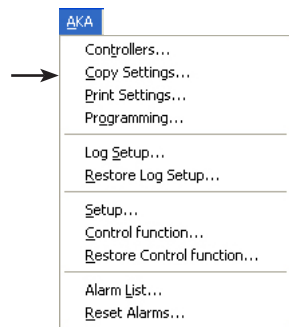 AKA
Controllers...
Copy Settings...
Print Settings...
Programming...
Log Setup...
Restore Log Setup...
Setup...
Control function...
Restore Control function...
Alarm List...
Reset Alarms...